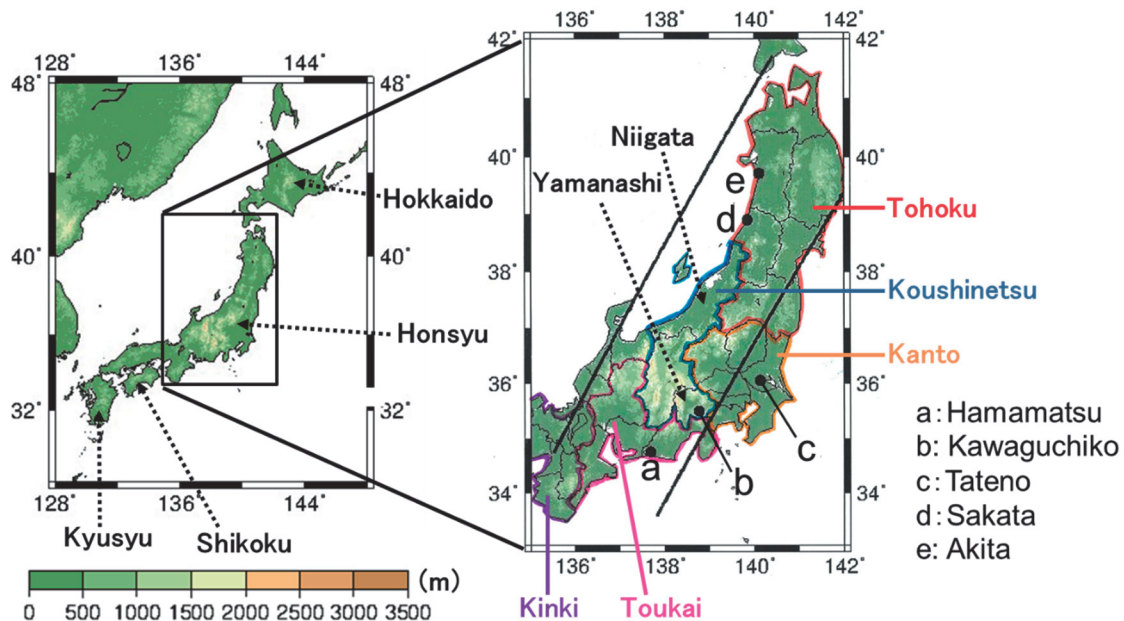 136° 138° 140° 142°
128° 136° 144°
42° 42°
48° 48°
Niigata
40° 40°
Yamanashi
e
Hokkaido
Tohoku
d
40° 40°
38° 38°
Koushinetsu
Honsyu
Kanto
36° 36°
32° 32°
a: Hamamatsu
b: Kawaguchiko
c
c: Tateno
a
b
34° 34°
128° 136° 144°
d: Sakata
Kyusyu
Shikoku
e: Akita
136° 138° 140° 142°
(m)
0 500 1000 1500 2000 2500 3000 3500
Kinki
Toukai